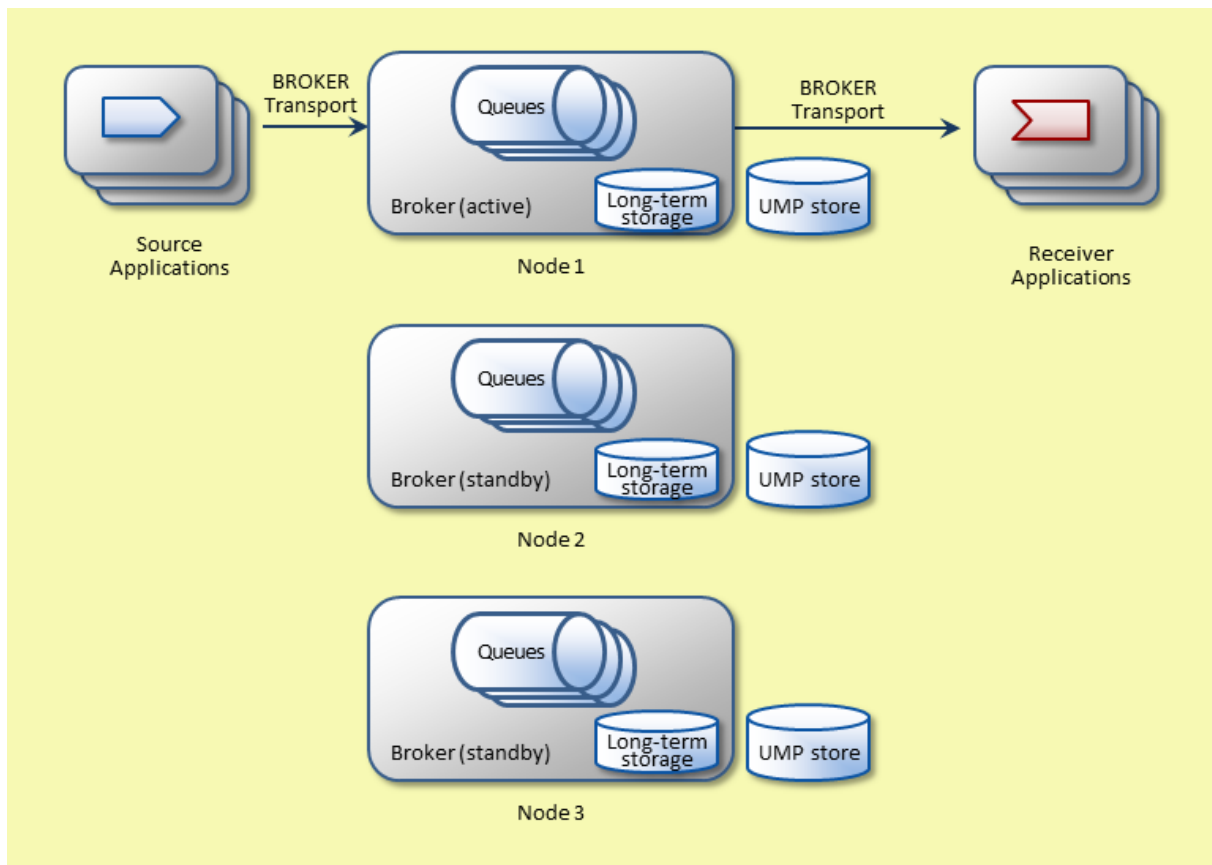 BROKER
Transport
Queues
BROKER
Transport
Broker (active)
Long-term
storage
UMP store
Source
Applications
Node 1
Receiver
Applications
Queues
Broker (standby)
Long-term
storage
UMP store
Node 2
Queues
Broker (standby)
Long-term
storage
UMP store
Node 3